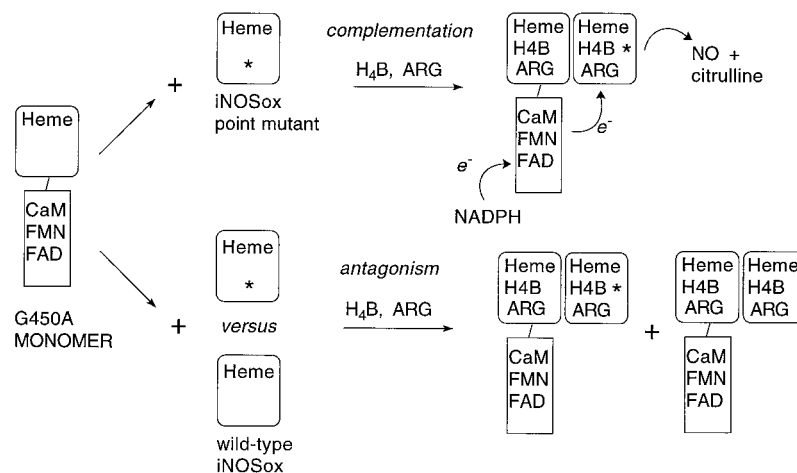 Heme
CaM
FMN
FAD
G450A
MONOMER
+
Heme
*
iNOSox
point mutant
complementation
H₄B, ARG
Heme
H4B
ARG
Heme
H4B *
ARG
CaM
FMN
FAD
e⁻
e⁻
NADPH
NO +
citrulline
+
Heme
*
versus
Heme
wild-type
iNOSox
antagonism
H₄B, ARG
Heme
H4B
ARG
Heme
H4B *
ARG
CaM
FMN
FAD
+
Heme
H4B
ARG
Heme
H4B
ARG
CaM
FMN
FAD